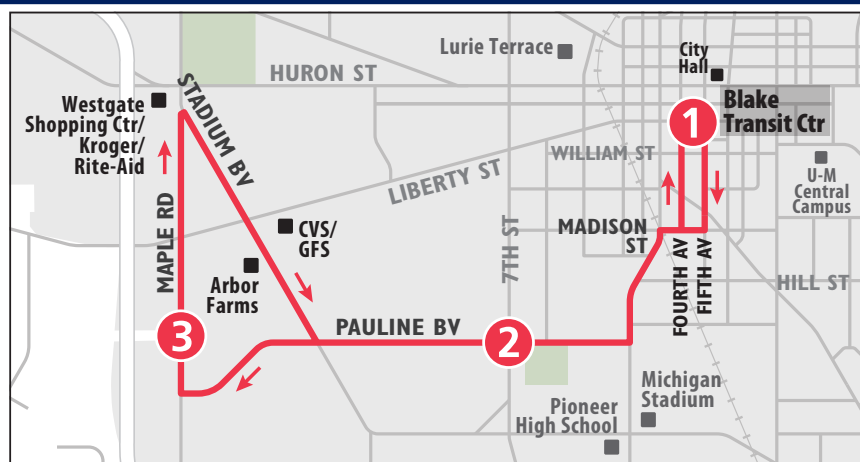 Lurie Terrace
City
Hall
HURON ST
STADIUM BV
Westgate
Shopping Ctr/
Kroger/
Rite-Aid
1
Blake
Transit Ctr
WILLIAM ST
LIBERTY ST
U-M
Central
Campus
MAPLE RD
CVS/
GFS
7TH ST
MADISON
ST
FOURTH AV
FIFTH AV
HILL ST
Arbor
Farms
3
PAULINE BV
2
Michigan
Stadium
Pioneer
High School